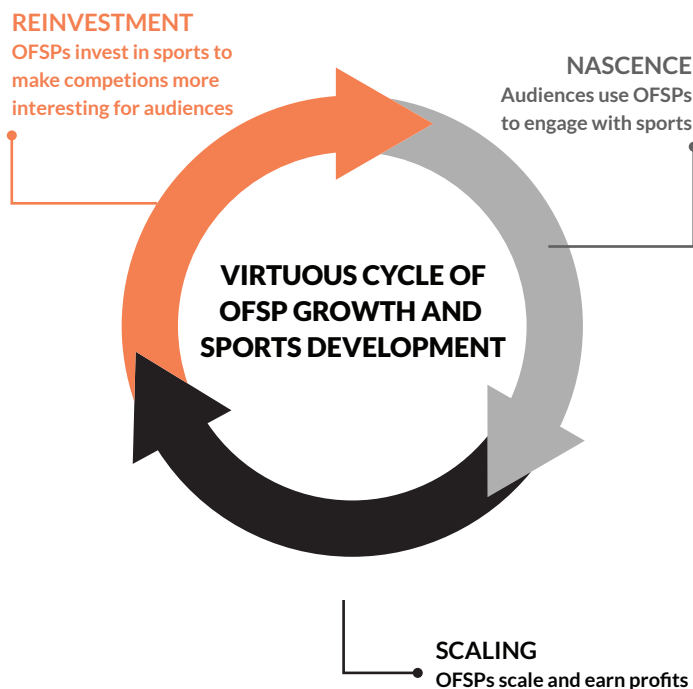 REINVESTMENT
OFSPs invest in sports to
make competions more
interesting for audiences
NASCENCE
Audiences use OFSPs
to engage with sports
VIRTUOUS CYCLE OF
OFSP GROWTH AND
SPORTS DEVELOPMENT
SCALING
OFSPs scale and earn profits